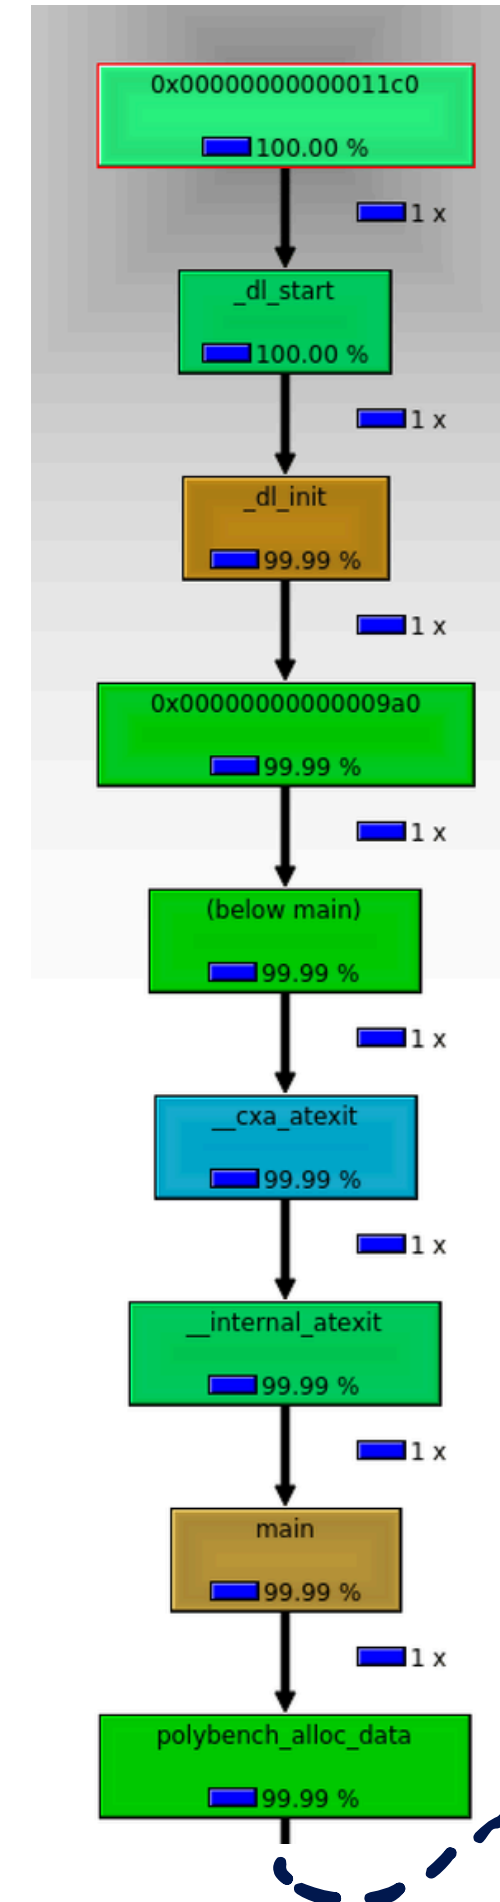 0x00000000000011c0
100.00 %
1 x
_dl_start
100.00 %
1 x
_dl_init
99.99 %
1 x
0x00000000000009a0
99.99 %
1 x
(below main)
99.99 %
1 x
__cxa_atexit
99.99 %
1 x
__internal_atexit
99.99 %
1 x
main
99.99 %
1 x
polybench_alloc_data
99.99 %